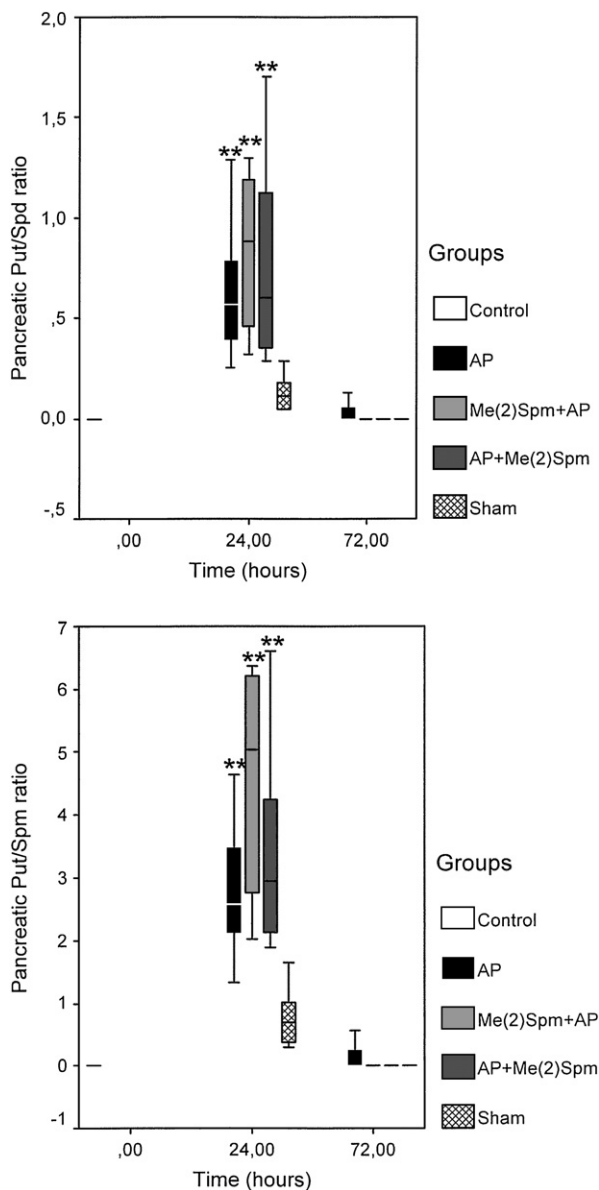 2,0
1,5
1,0
,5
0,0
-,5
Pancreatic Put/Spd ratio
**
**
**
,00
24,00
72,00
Time (hours)
Groups
Control
AP
Me(2)Spm+AP
AP+Me(2)Spm
Sham
7
6
5
4
3
2
1
0
-1
Pancreatic Put/Spm ratio
**
**
**
,00
24,00
72,00
Time (hours)
Groups
Control
AP
Me(2)Spm+AP
AP+Me(2)Spm
Sham